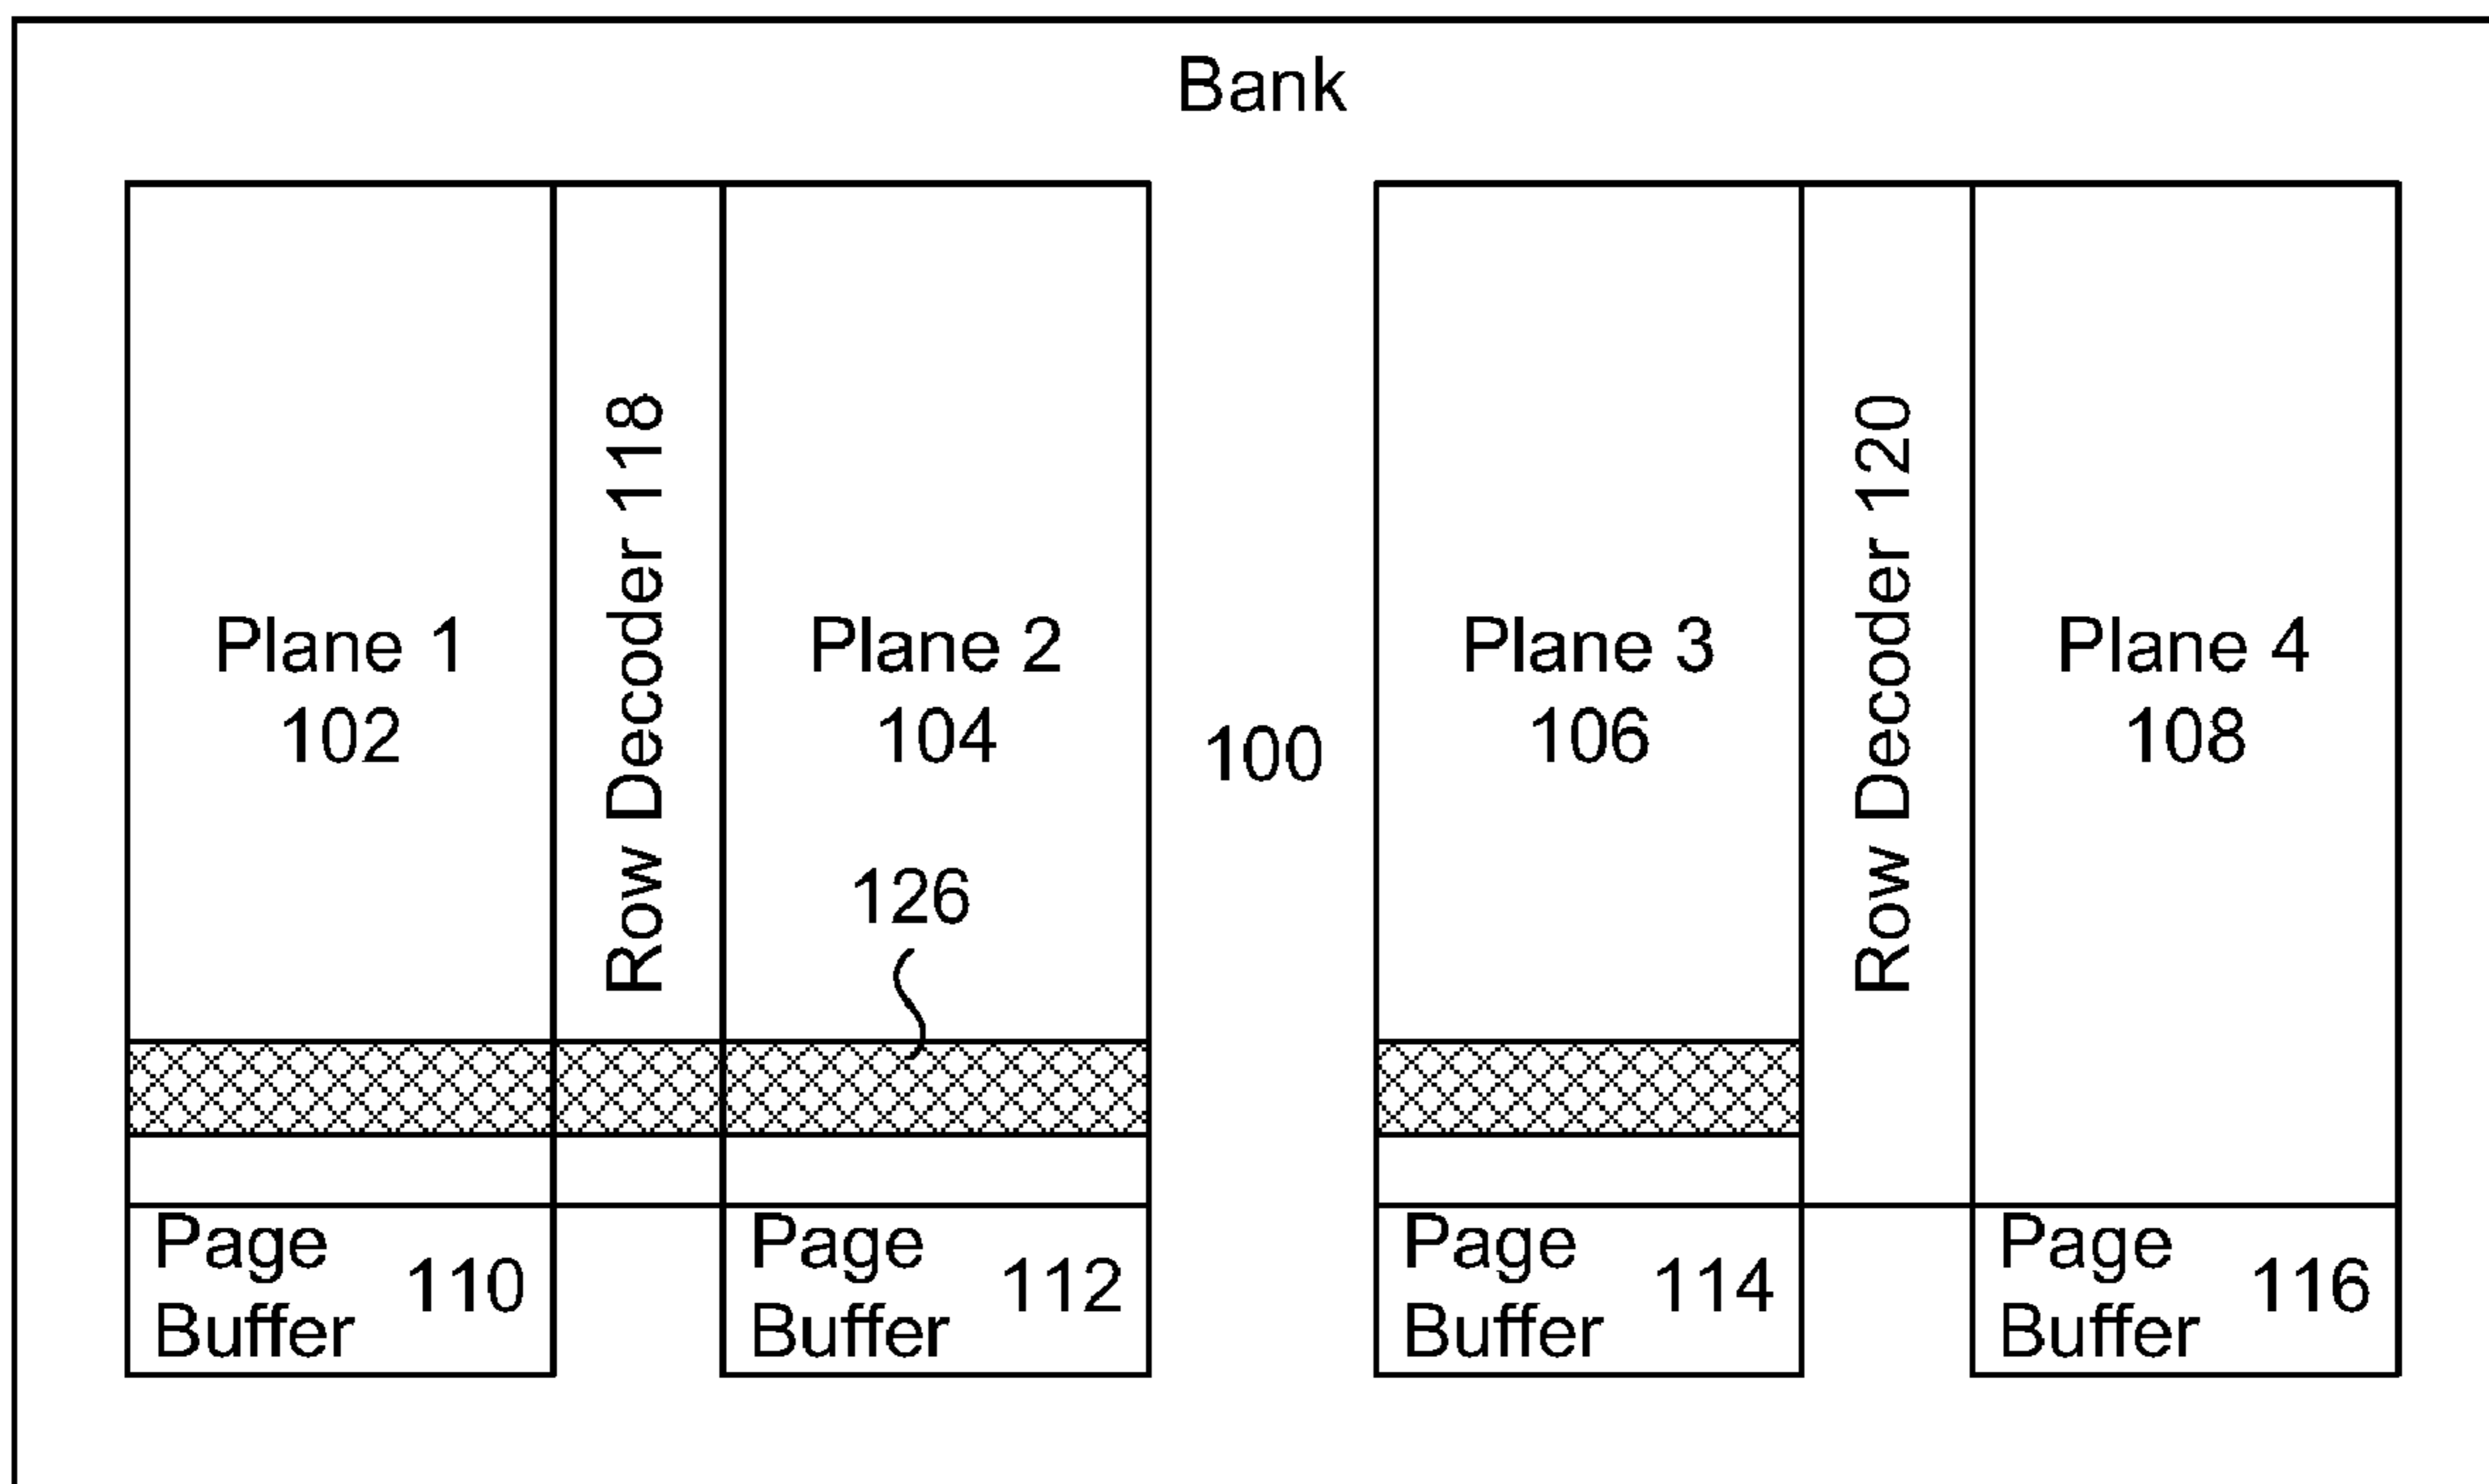 Bank
Plane 1
102
Row Decoder 118
Plane 2
104
126
100
Plane 3
106
Row Decoder 120
Plane 4
108
Page
Buffer
110
Page
Buffer
112
Page
Buffer
114
Page
Buffer
116